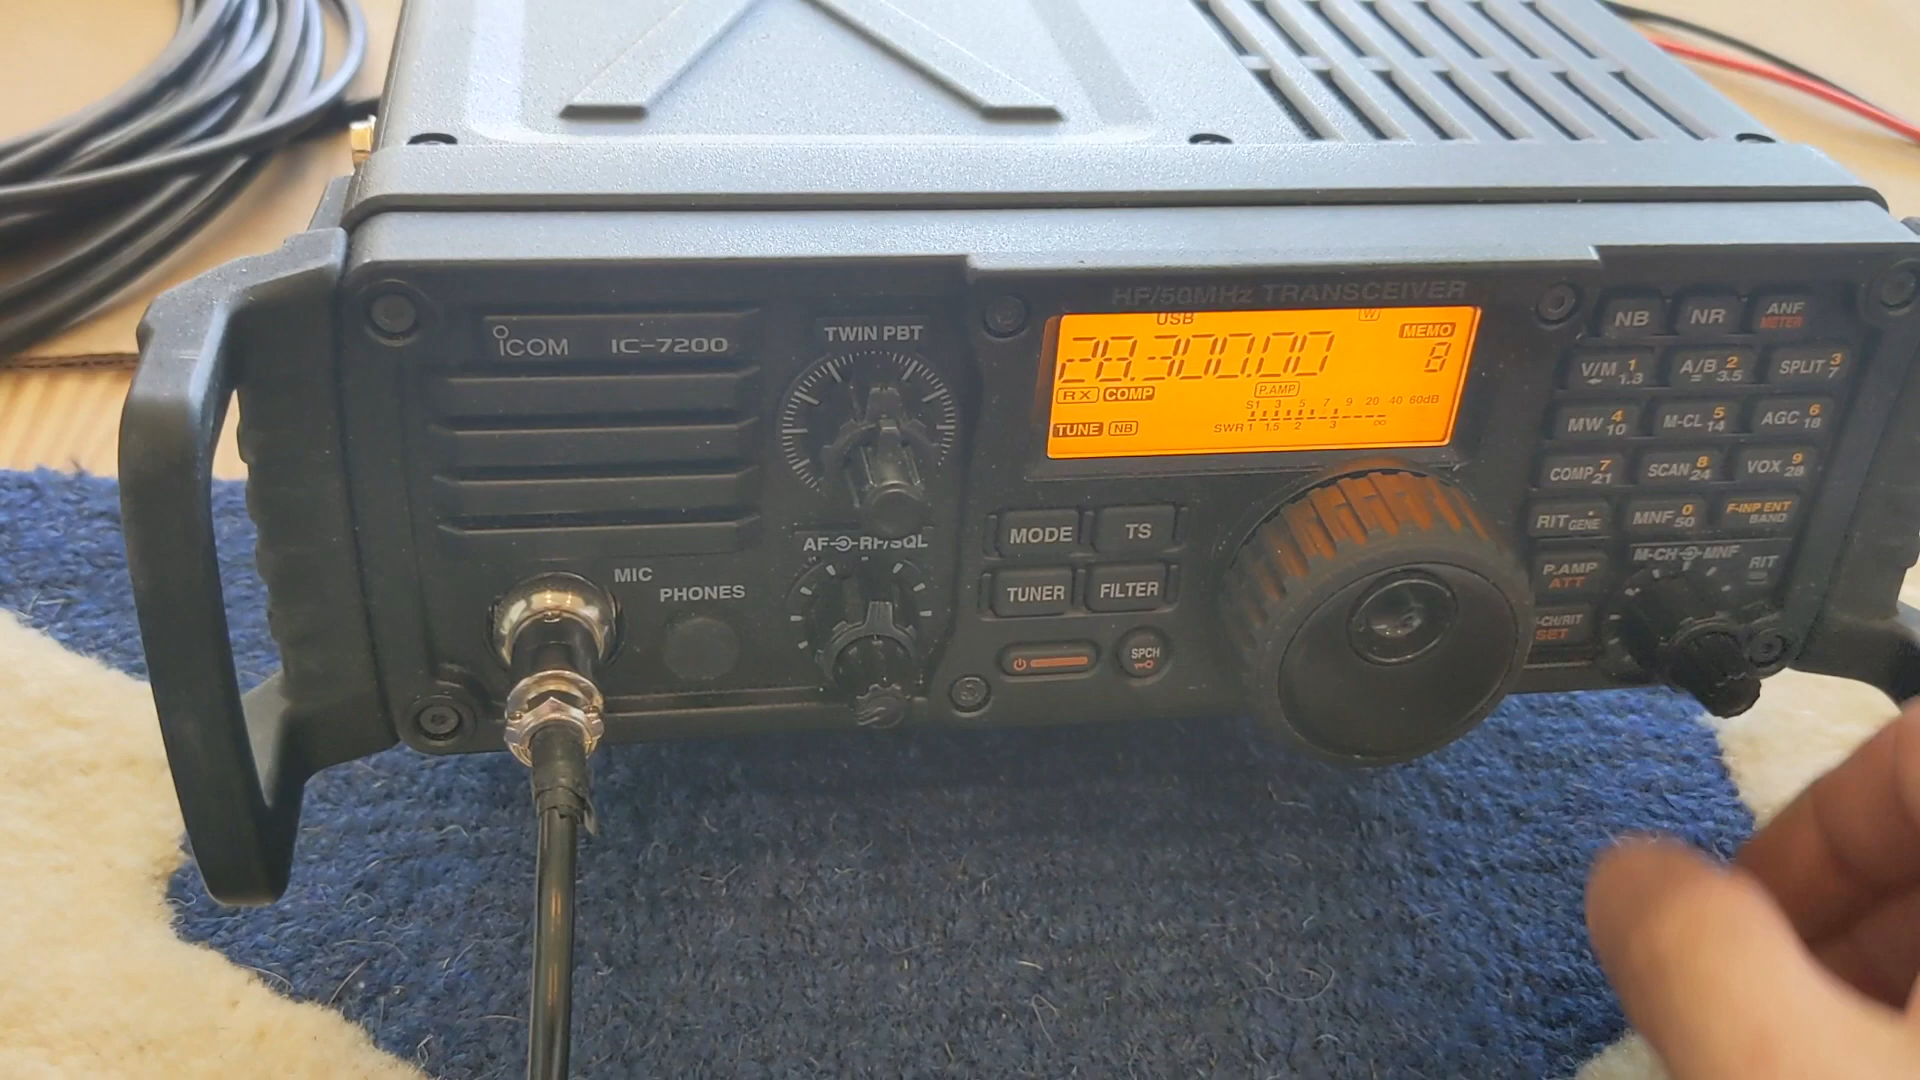 HF/50MHz TRANSCEIVER
ICOM IC-7200
TWIN PBT
USB W
28.300.00 MEMO
8
RX COMP P.AMP
S1 3 5 7 9 20 40 60dB
TUNE NB SWR 1 1.5 2 3 ∞
NB NR ANF
METER
V/M 1 1.8 A/B = 2 3.5 SPLIT 3 7
MW 4 10 M-CL 5 14 AGC 6 18
COMP 7 21 SCAN 8 24 VOX 9 28
RIT . GENE MNF 0 50 F-INP ENT
BAND
MODE TS
TUNER FILTER
SPCH
AF RF/SQL
MIC
PHONES
P.AMP
ATT
M-CH MNF
RIT
-CH/RIT
SET